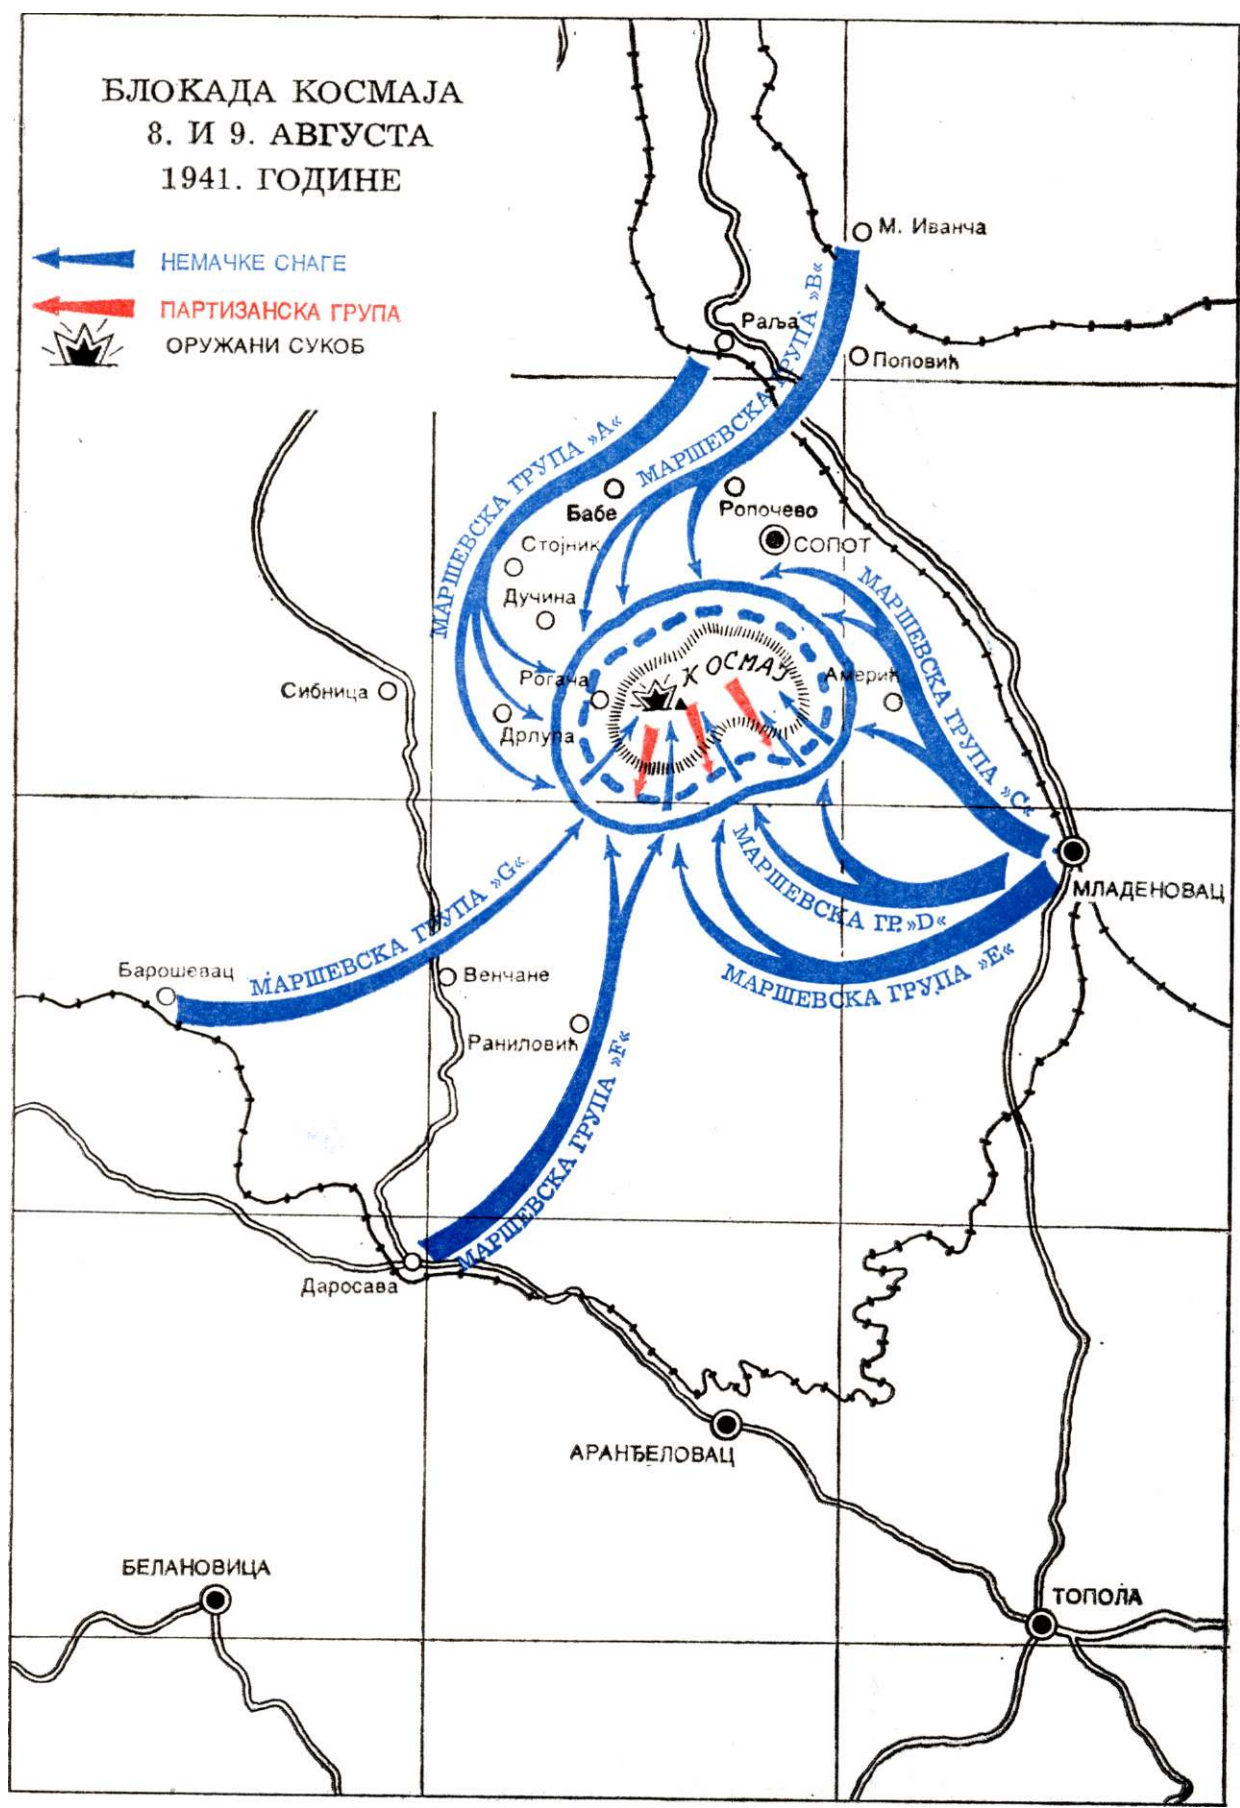 БЛОКАДА КОСМАЈА
8. И 9. АВГУСТА
1941. ГОДИНЕ
НЕМАЧКЕ СНАГЕ
ПАРТИЗАНСКА ГРУПА
ОРУЖАНИ СУКОБ
М. Иванча
Раља
Поповић
МАРШЕВСКА ГРУПА »А«
МАРШЕВСКА ГРУПА »В«
Бабе
Ропочево
Стојник
СОПОТ
Дучина
МАРШЕВСКА ГРУПА »С«
КОСМАЈ
Рогача
Амерић
Сибница
Дрлупа
МЛАДЕНОВАЦ
МАРШЕВСКА ГР. »D«
МАРШЕВСКА ГРУПА »Е«
МАРШЕВСКА ГРУПА »G«
Барошевац
Венчане
Раниловић
МАРШЕВСКА ГРУПА »F«
Даросава
АРАНЂЕЛОВАЦ
БЕЛАНОВИЦА
ТОПОЛА